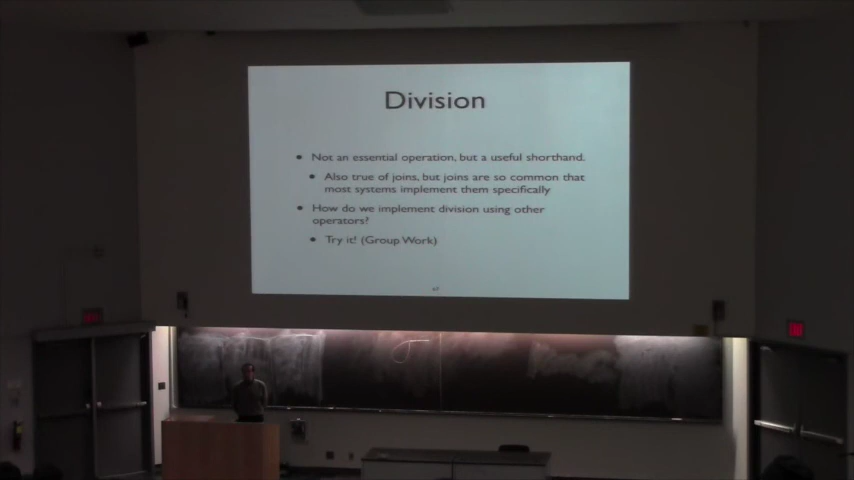 Division
• Not an essential operation, but a useful shorthand.
• Also true of joins, but joins are so common that
most systems implement them specifically
• How do we implement division using other
operators?
• Try it! (Group Work)